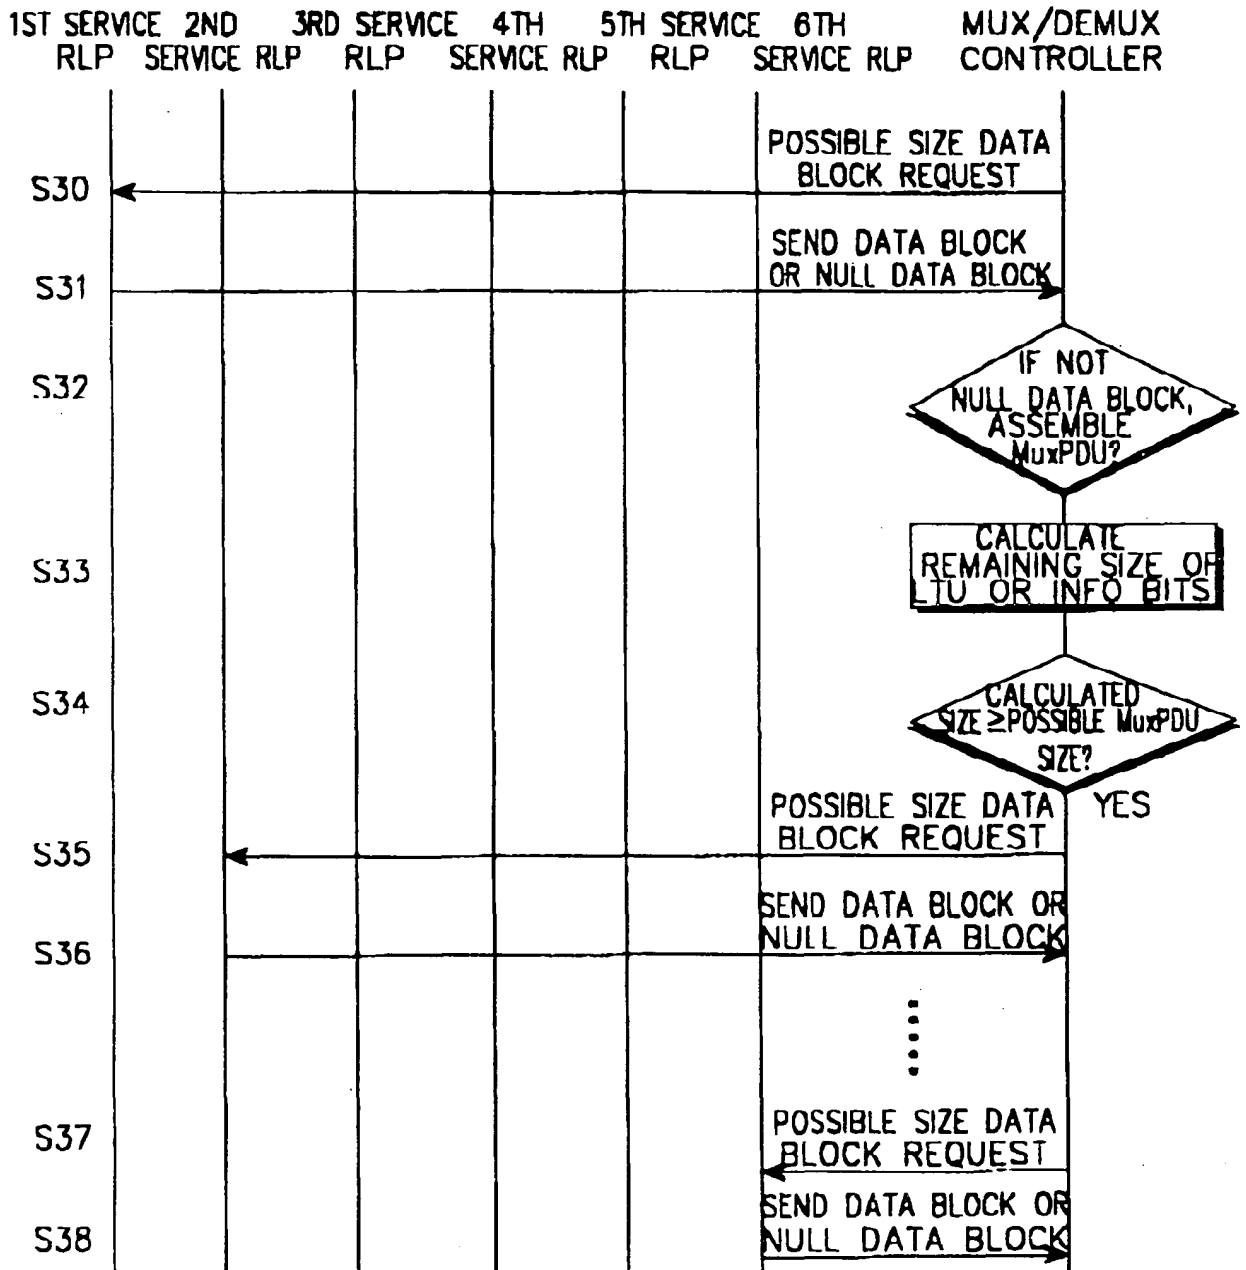 1ST SERVICE 2ND 3RD SERVICE 4TH 5TH SERVICE 6TH MUX/DEMUX
RLP SERVICE RLP RLP SERVICE RLP RLP SERVICE RLP CONTROLLER
POSSIBLE SIZE DATA
BLOCK REQUEST
S30
SEND DATA BLOCK
OR NULL DATA BLOCK
S31
IF NOT
S32
NULL DATA BLOCK,
ASSEMBLE
MuxPDU?
CALCULATE
S33
REMAINING SIZE OF
LTU OR INFO BITS
S34
CALCULATED
SIZE ≥POSSIBLE MuxPDU
SIZE?
POSSIBLE SIZE DATA YES
BLOCK REQUEST
S35
SEND DATA BLOCK OR
NULL DATA BLOCK
S36
POSSIBLE SIZE DATA
S37
BLOCK REQUEST
SEND DATA BLOCK OR
S38
NULL DATA BLOCK